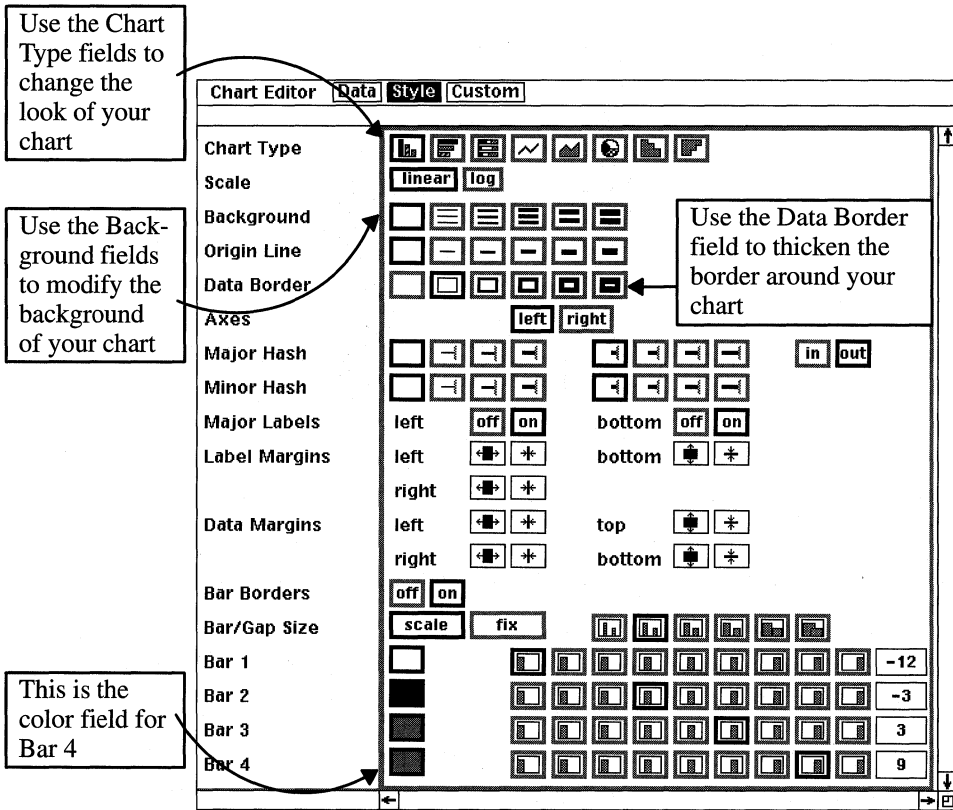 Use the Chart
Type fields to
change the
look of your
chart
Chart Editor Data Style Custom
Chart Type
Scale linear log
Background
Origin Line
Data Border
Axes left right
Use the Back-
ground fields
to modify the
background
of your chart
Use the Data Border
field to thicken the
border around your
chart
Major Hash in out
Minor Hash
Major Labels left off on bottom off on
Label Margins left bottom
right
Data Margins left top
right bottom
Bar Borders off on
Bar/Gap Size scale fix
Bar 1 -12
Bar 2 -3
Bar 3 3
Bar 4 9
This is the
color field for
Bar 4